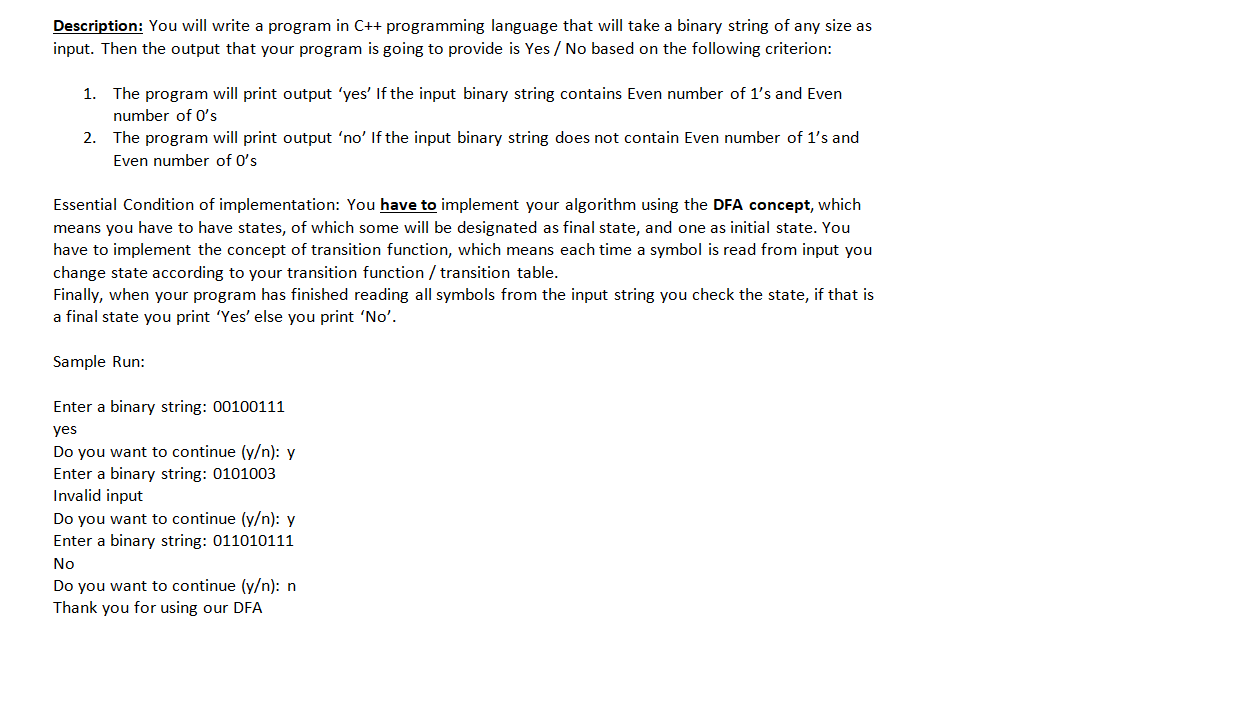 Description: You will write a program in C++ programming language that will take a binary string of any size as
input. Then the output that your program is going to provide is Yes / No based on the following criterion:
1. The program will print output ‘yes’ If the input binary string contains Even number of 1’s and Even
number of 0’s
2. The program will print output ‘no’ If the input binary string does not contain Even number of 1’s and
Even number of 0’s
Essential Condition of implementation: You have to implement your algorithm using the DFA concept, which
means you have to have states, of which some will be designated as final state, and one as initial state. You
have to implement the concept of transition function, which means each time a symbol is read from input you
change state according to your transition function / transition table.
Finally, when your program has finished reading all symbols from the input string you check the state, if that is
a final state you print ‘Yes’ else you print ‘No’.
Sample Run:
Enter a binary string: 00100111
yes
Do you want to continue (y/n): y
Enter a binary string: 0101003
Invalid input
Do you want to continue (y/n): y
Enter a binary string: 011010111
No
Do you want to continue (y/n): n
Thank you for using our DFA